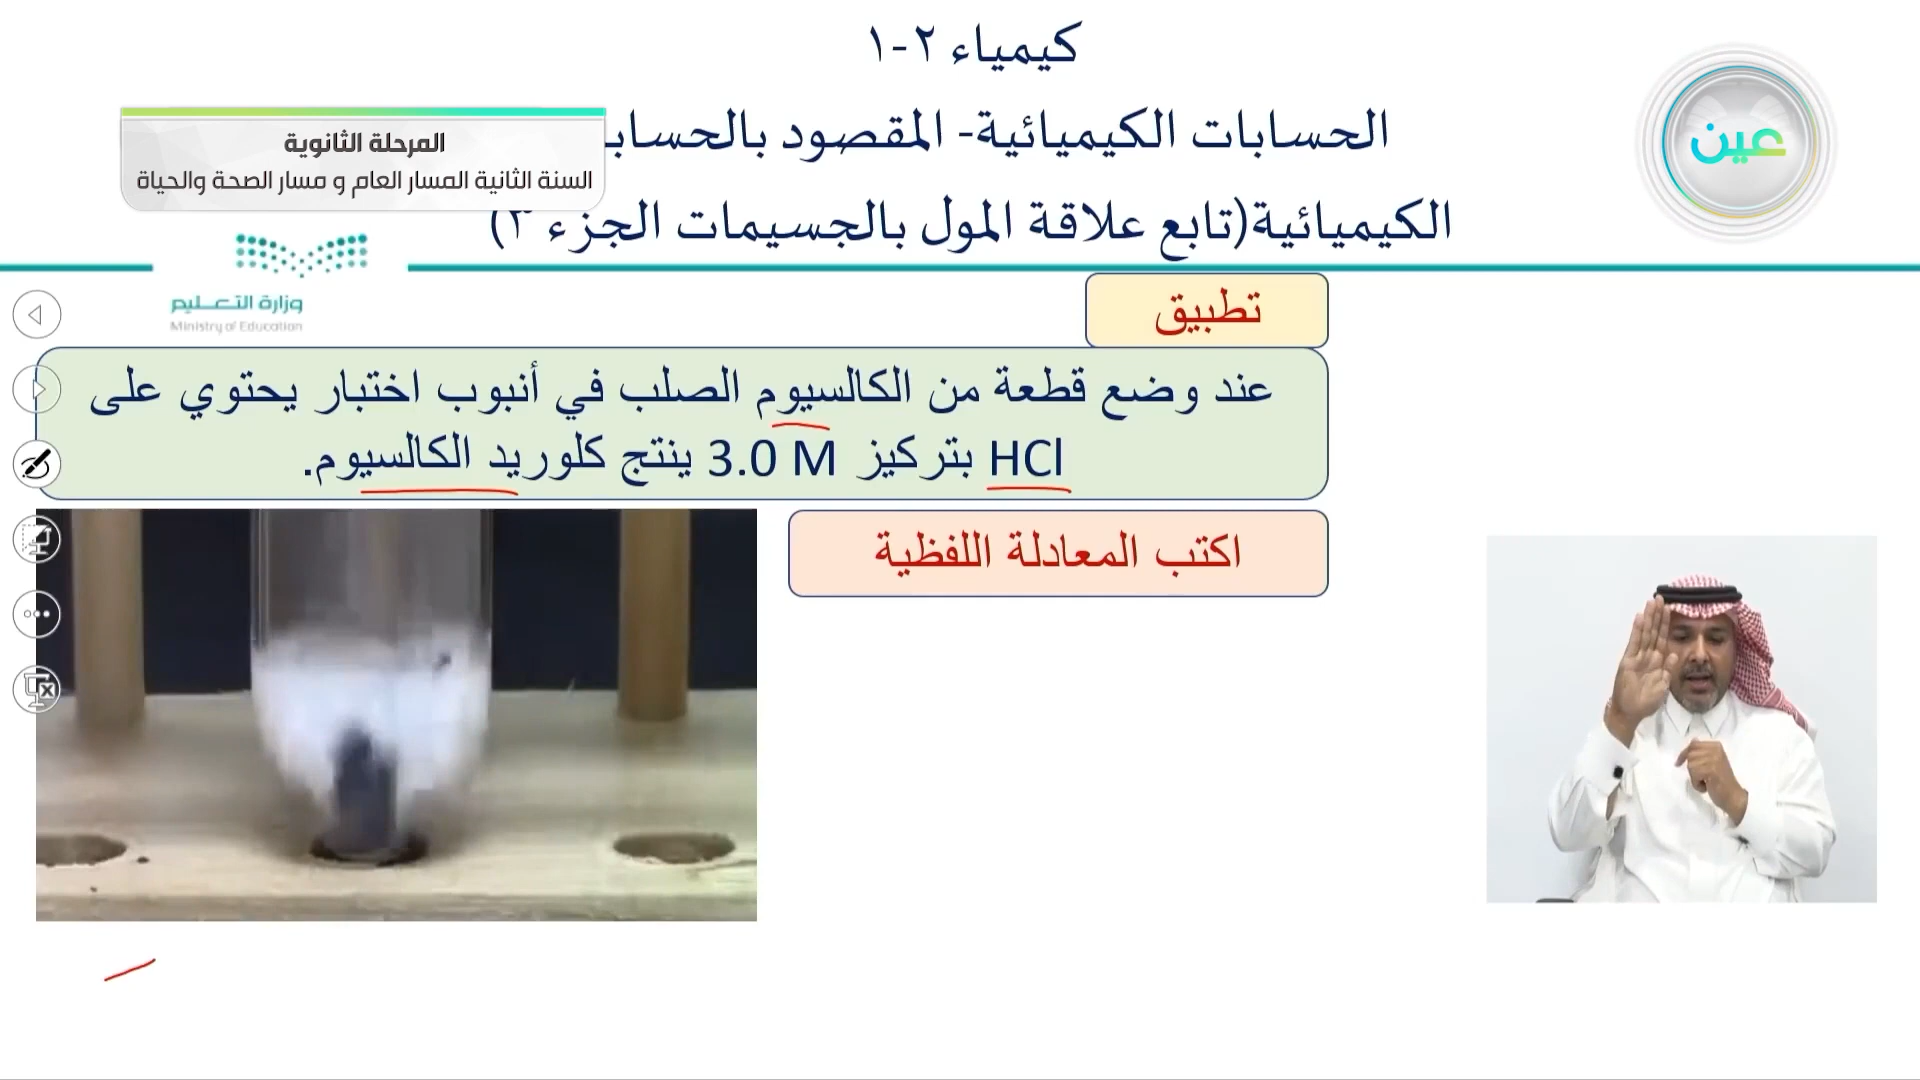 كيمياء ٢-١
الحسابات الكيميائية- المقصود بالحساب
الكيميائية(تابع علاقة المول بالجسيمات الجزء ٣)
المرحلة الثانوية
السنة الثانية المسار العام و مسار الصحة والحياة
عين
وزارة التعليم
Ministry of Education
تطبيق
عند وضع قطعة من الكالسيوم الصلب في أنبوب اختبار يحتوي على
HCl بتركيز 3.0 M ينتج كلوريد الكالسيوم.
اكتب المعادلة اللفظية